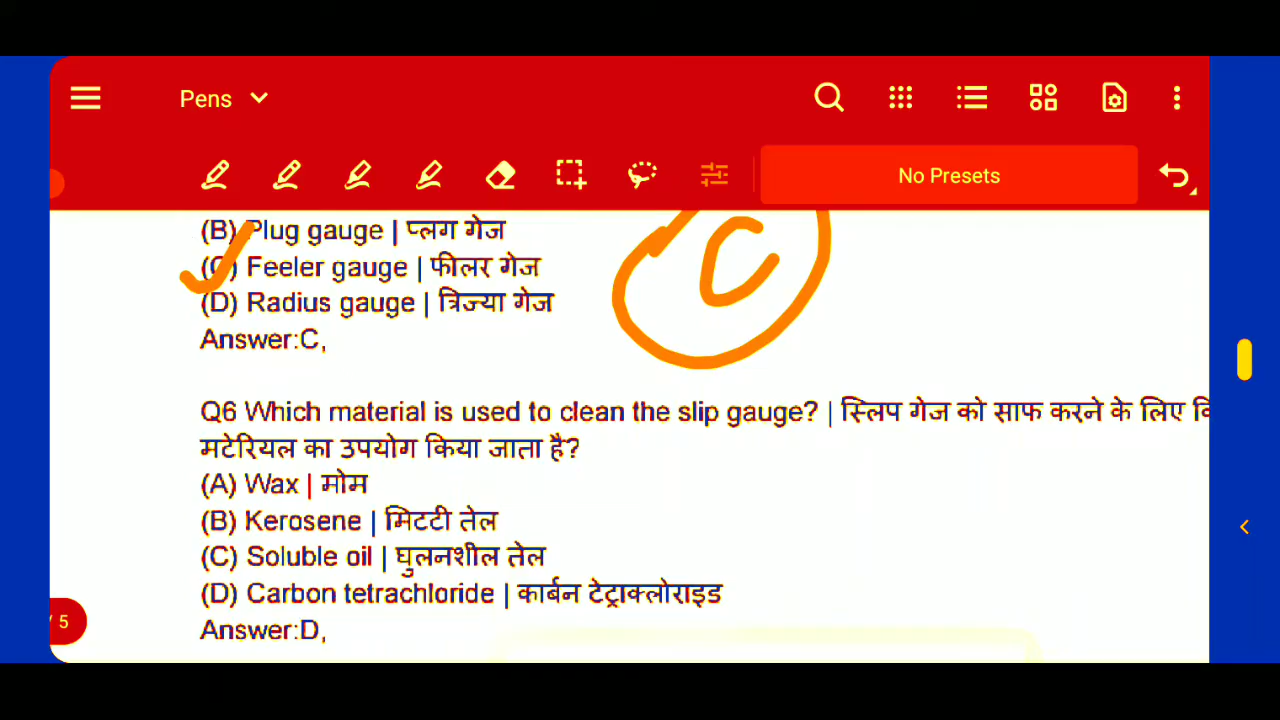 Pens
No Presets
(B) Plug gauge | प्लग गेज
(C) Feeler gauge | फीलर गेज
C
(D) Radius gauge | त्रिज्या गेज
Answer:C,
Q6 Which material is used to clean the slip gauge? | स्लिप गेज को साफ करने के लिए
मटेरियल का उपयोग किया जाता है?
(A) Wax | मोम
(B) Kerosene | मिटटी तेल
(C) Soluble oil | घुलनशील तेल
(D) Carbon tetrachloride | कार्बन टेट्राक्लोराइड
/ 5
Answer:D,